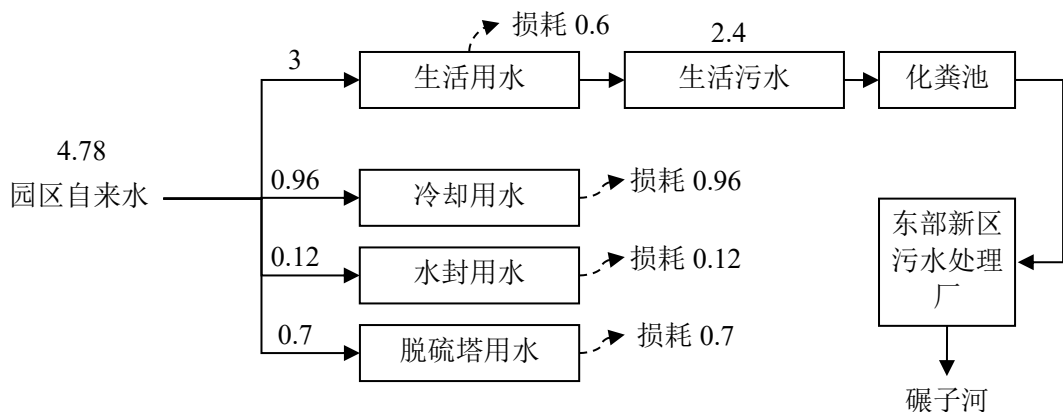 损耗 0.6
3
生活用水
2.4
生活污水
化粪池
4.78
园区自来水
0.96
冷却用水
损耗 0.96
0.12
水封用水
损耗 0.12
0.7
脱硫塔用水
损耗 0.7
东部新区
污水处理
厂
碾子河